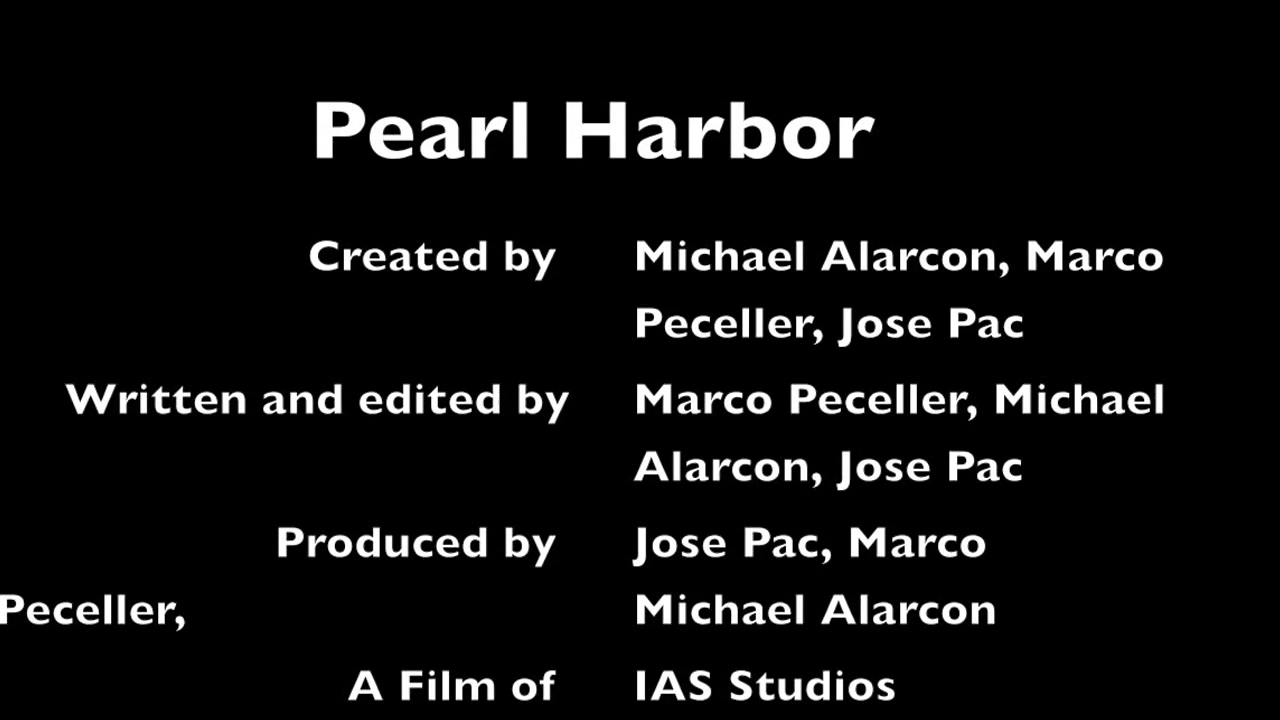 Pearl Harbor
Created by Michael Alarcon, Marco
Peceller, Jose Pac
Written and edited by Marco Peceller, Michael
Alarcon, Jose Pac
Produced by Jose Pac, Marco
Peceller, Michael Alarcon
A Film of IAS Studios